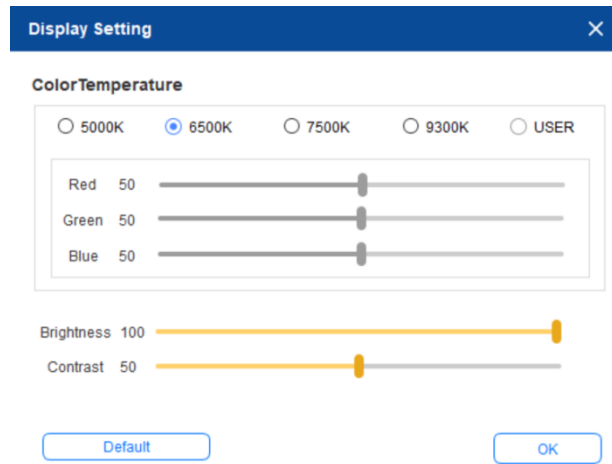 Display Setting
ColorTemperature
5000K 6500K 7500K 9300K USER
Red 50
Green 50
Blue 50
Brightness 100
Contrast 50
Default OK